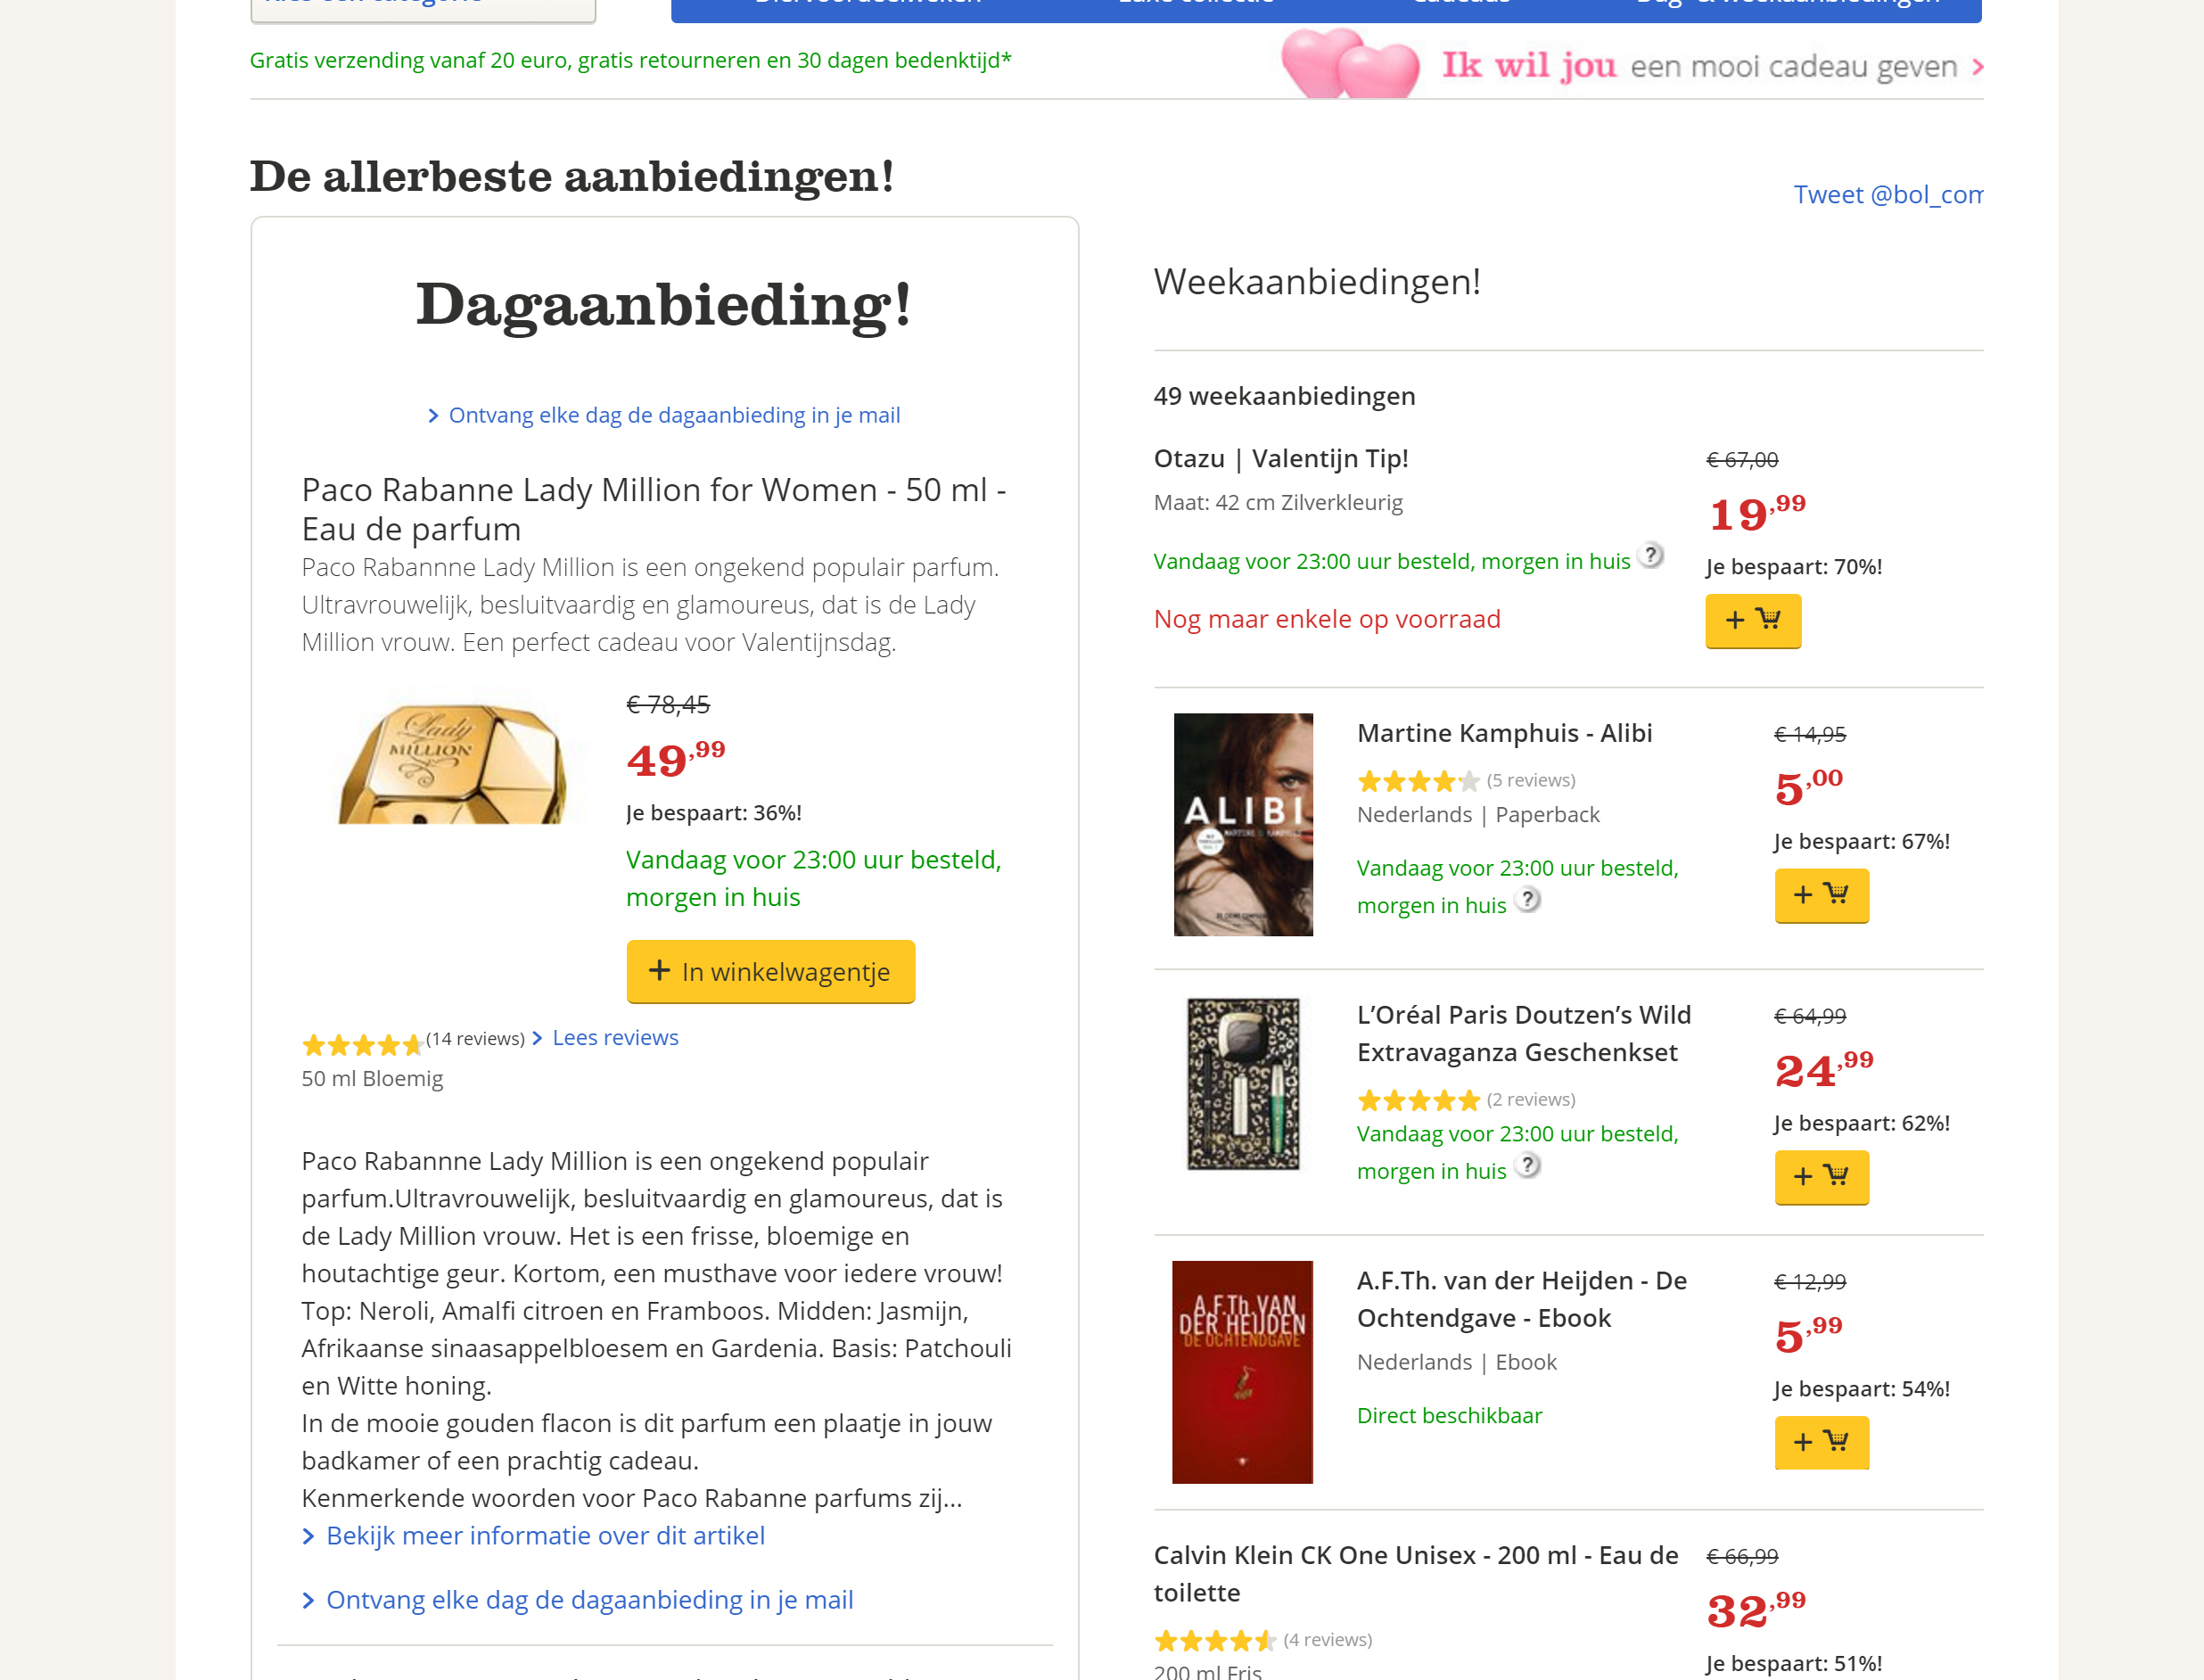 Gratis verzending vanaf 20 euro, gratis retourneren en 30 dagen bedenktijd*
Ik wil jou een mooi cadeau geven
De allerbeste aanbiedingen!
Tweet @bol_com
Dagaanbieding!
Ontvang elke dag de dagaanbieding in je mail
Paco Rabanne Lady Million for Women - 50 ml -
Eau de parfum
Paco Rabannne Lady Million is een ongekend populair parfum.
Ultravrouwelijk, besluitvaardig en glamoureus, dat is de Lady
Million vrouw. Een perfect cadeau voor Valentijnsdag.
Lady
MILLION
€ 78,45
49,99
Je bespaart: 36%!
Vandaag voor 23:00 uur besteld,
morgen in huis
+ In winkelwagentje
(14 reviews) Lees reviews
50 ml Bloemig
Paco Rabannne Lady Million is een ongekend populair
parfum.Ultravrouwelijk, besluitvaardig en glamoureus, dat is
de Lady Million vrouw. Het is een frisse, bloemige en
houtachtige geur. Kortom, een musthave voor iedere vrouw!
Top: Neroli, Amalfi citroen en Framboos. Midden: Jasmijn,
Afrikaanse sinaasappelbloesem en Gardenia. Basis: Patchouli
en Witte honing.
In de mooie gouden flacon is dit parfum een plaatje in jouw
badkamer of een prachtig cadeau.
Kenmerkende woorden voor Paco Rabanne parfums zij...
Bekijk meer informatie over dit artikel
Ontvang elke dag de dagaanbieding in je mail
Weekaanbiedingen!
49 weekaanbiedingen
Otazu | Valentijn Tip!
Maat: 42 cm Zilverkleurig
Vandaag voor 23:00 uur besteld, morgen in huis ?
Nog maar enkele op voorraad
€ 67,00
19,99
Je bespaart: 70%!
+
ALIBI
Martine Kamphuis - Alibi
(5 reviews)
Nederlands | Paperback
Vandaag voor 23:00 uur besteld,
morgen in huis ?
€ 14,95
5,00
Je bespaart: 67%!
+
L’Oréal Paris Doutzen’s Wild
Extravaganza Geschenkset
(2 reviews)
Vandaag voor 23:00 uur besteld,
morgen in huis ?
€ 64,99
24,99
Je bespaart: 62%!
+
A.F.Th. VAN
DER HEIJDEN
DE OCHTENDGAVE
A.F.Th. van der Heijden - De
Ochtendgave - Ebook
Nederlands | Ebook
Direct beschikbaar
€ 12,99
5,99
Je bespaart: 54%!
+
Calvin Klein CK One Unisex - 200 ml - Eau de
toilette
(4 reviews)
200 ml Fris
€ 66,99
32,99
Je bespaart: 51%!